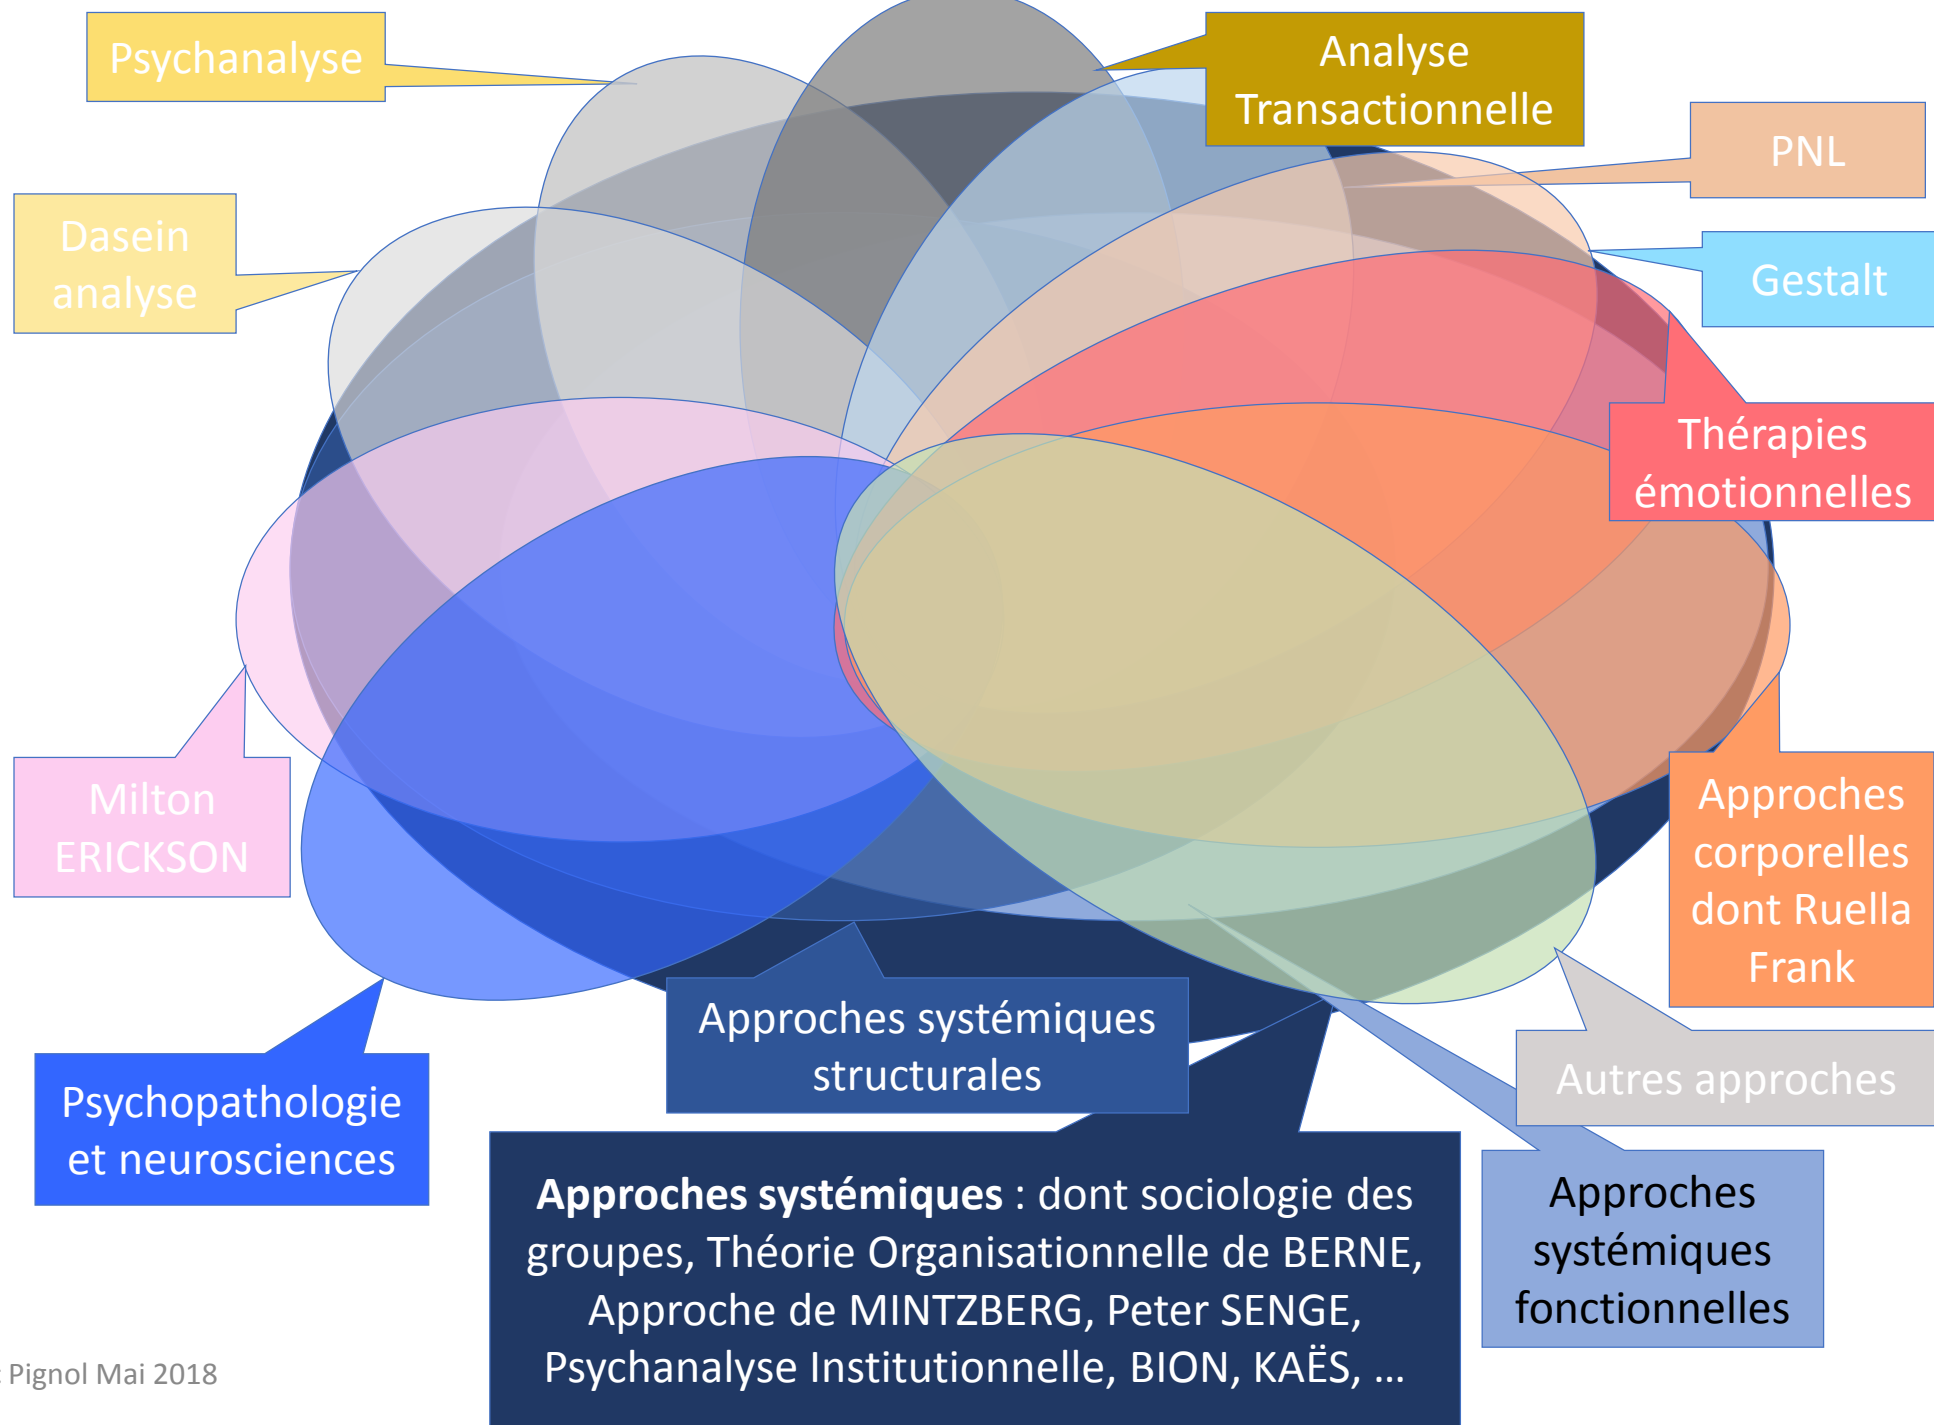 Psychanalyse
Analyse
Transactionnelle
PNL
Dasein
analyse
Gestalt
Thérapies
émotionnelles
Milton
ERICKSON
Approches
corporelles
dont Ruella
Frank
Approches systémiques
structurales
Autres approches
Psychopathologie
et neurosciences
Approches systémiques : dont sociologie des
groupes, Théorie Organisationnelle de BERNE,
Approche de MINTZBERG, Peter SENGE,
Psychanalyse Institutionnelle, BION, KAËS, ...
Approches
systémiques
fonctionnelles
Pignol Mai 2018